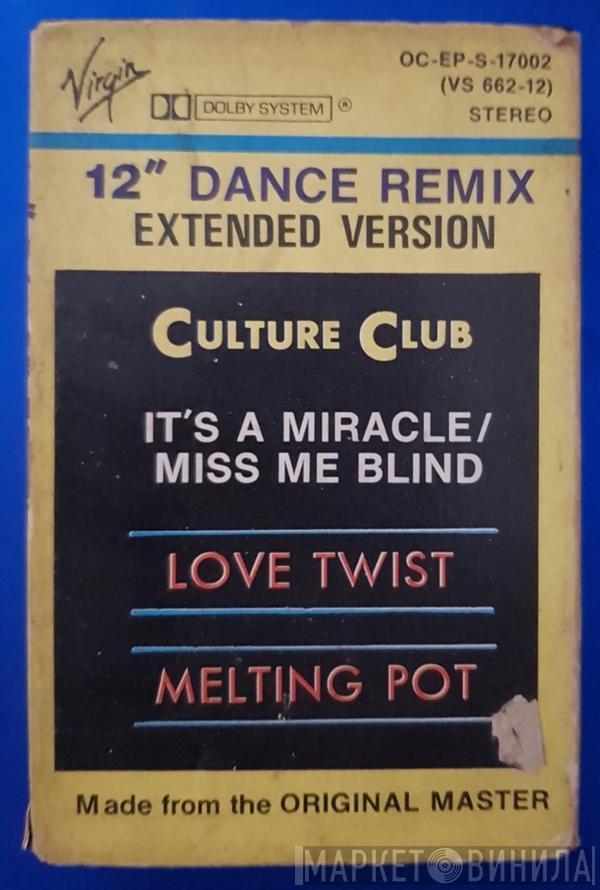 Virgin
OC-EP-S-17002
(VS 662-12)
DOLBY SYSTEM ®
STEREO
12" DANCE REMIX
EXTENDED VERSION
CULTURE CLUB
IT'S A MIRACLE/
MISS ME BLIND
LOVE TWIST
MELTING POT
Made from the ORIGINAL MASTER
МАРКЕТ ВИНИЛА